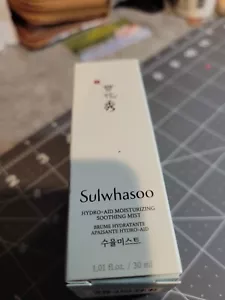 Sulwhasoo
HYDRO-AID MOISTURIZING
SOOTHING MIST
BRUME HYDRATANTE
APAISANTE HYDRO-AID
수율미스트
1.01 fl. oz. / 30 ml